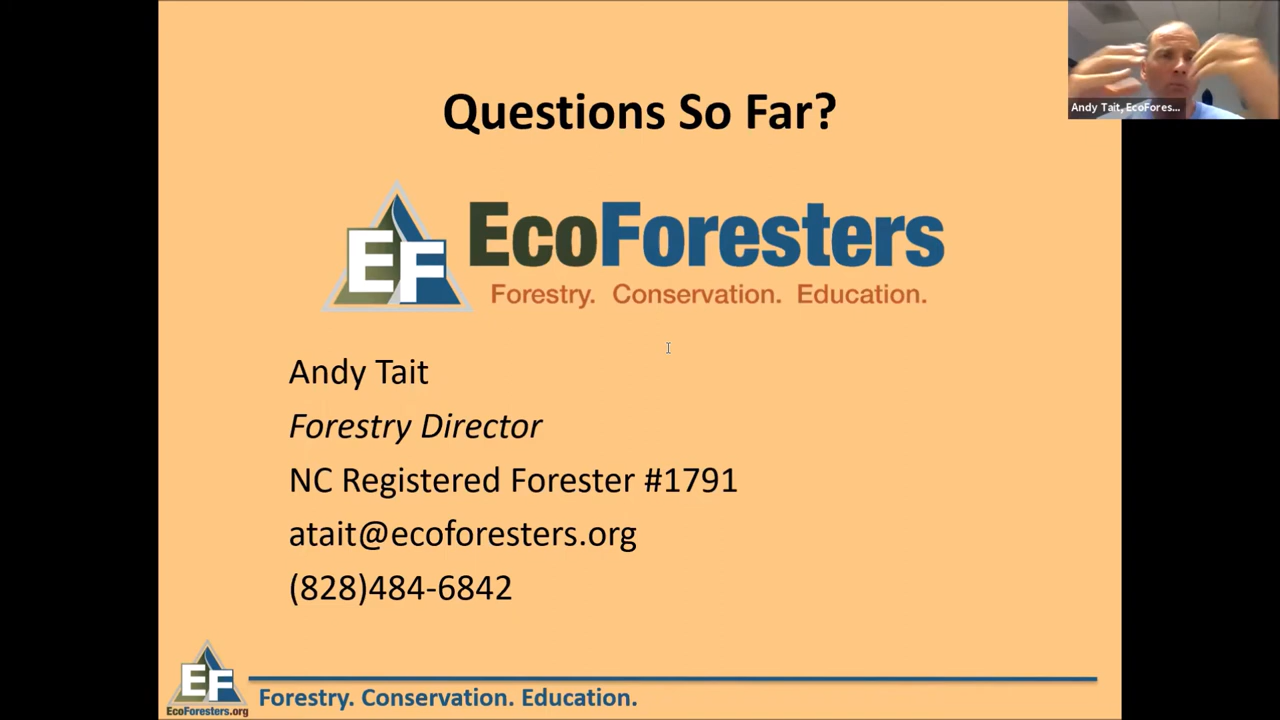 Questions So Far?
Andy Tait, EcoFores...
EF
EcoForesters
Forestry. Conservation. Education.
Andy Tait
Forestry Director
NC Registered Forester #1791
atait@ecoforesters.org
(828)484-6842
EF
EcoForesters.org
Forestry. Conservation. Education.